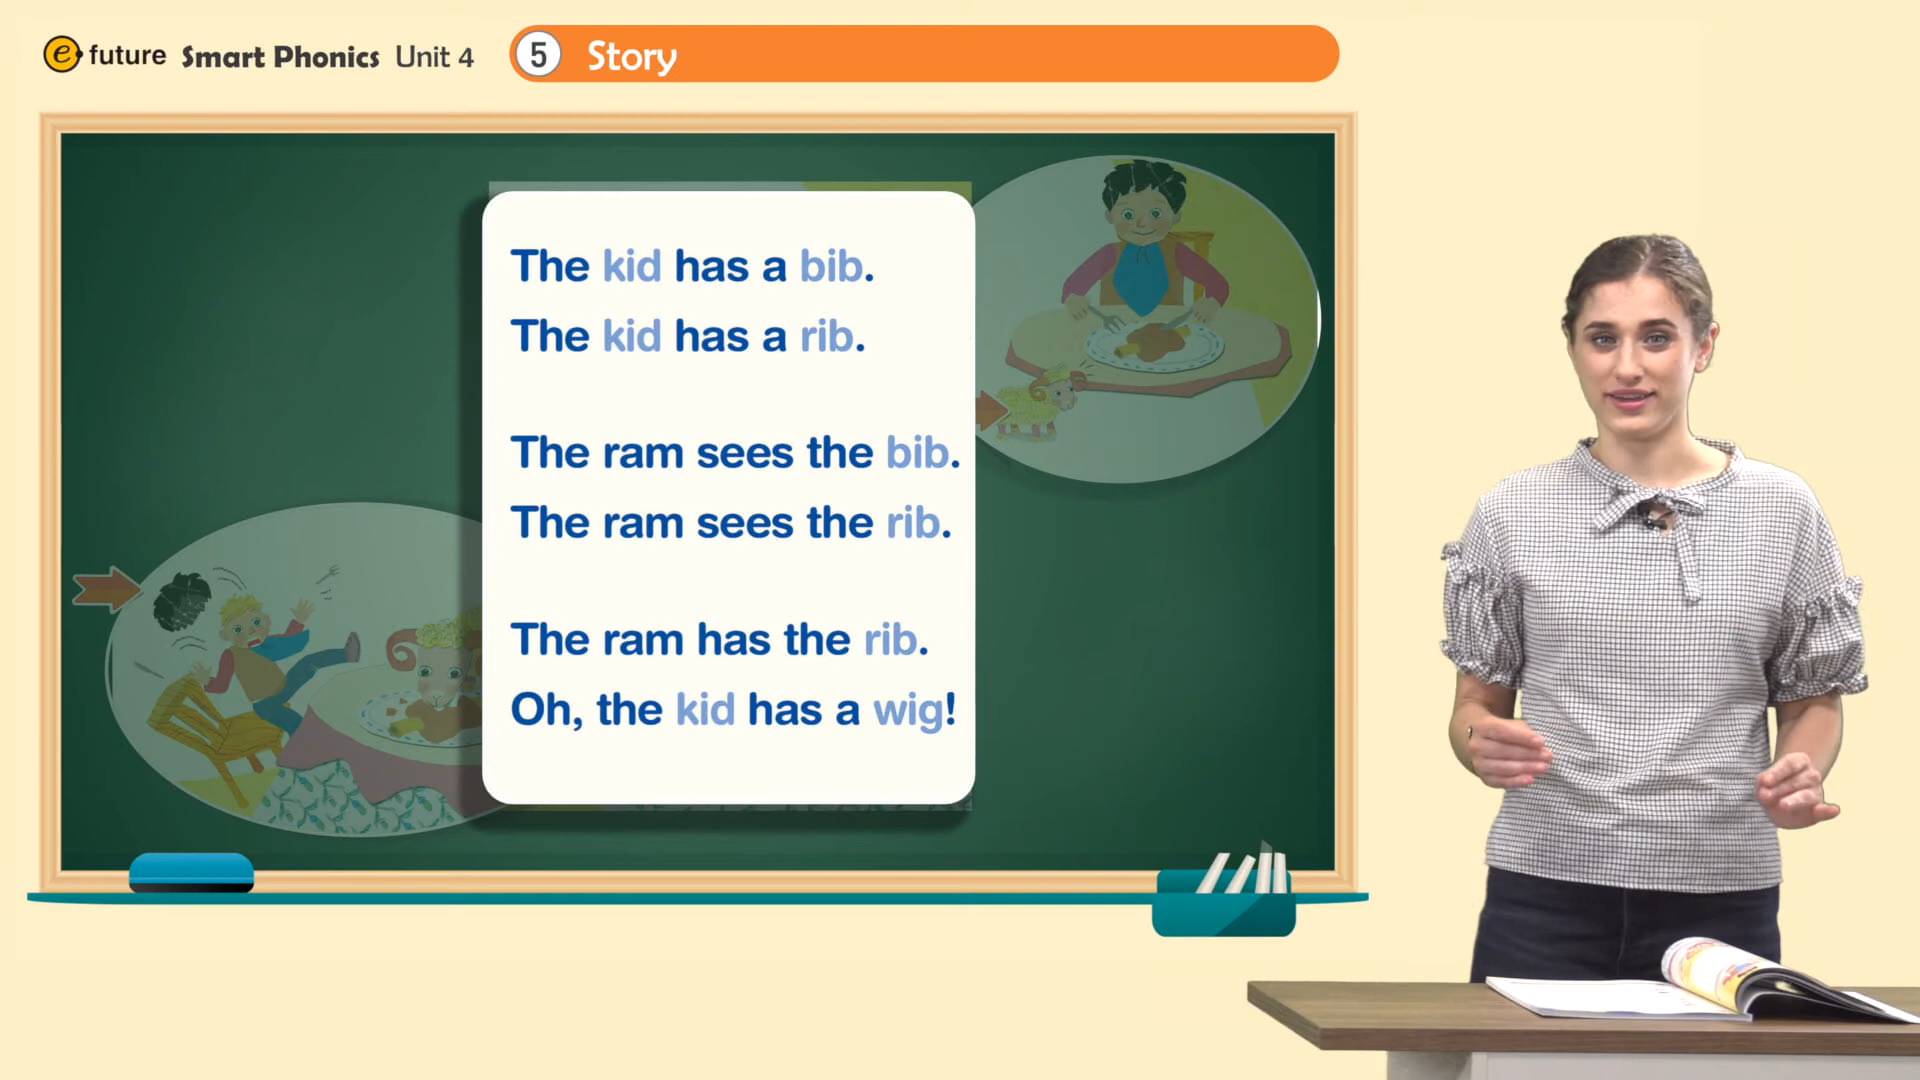 e future Smart Phonics Unit 4
5 Story
The kid has a bib.
The kid has a rib.
The ram sees the bib.
The ram sees the rib.
The ram has the rib.
Oh, the kid has a wig!